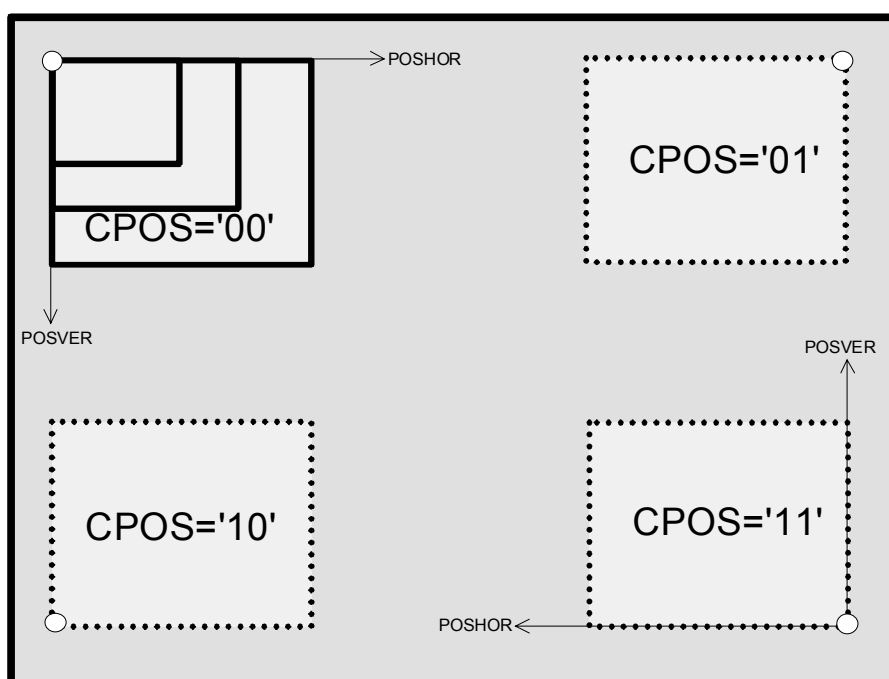 POSHOR
CPOS='01'
CPOS='00'
POSVER
POSVER
CPOS='10'
CPOS='11'
POSHOR